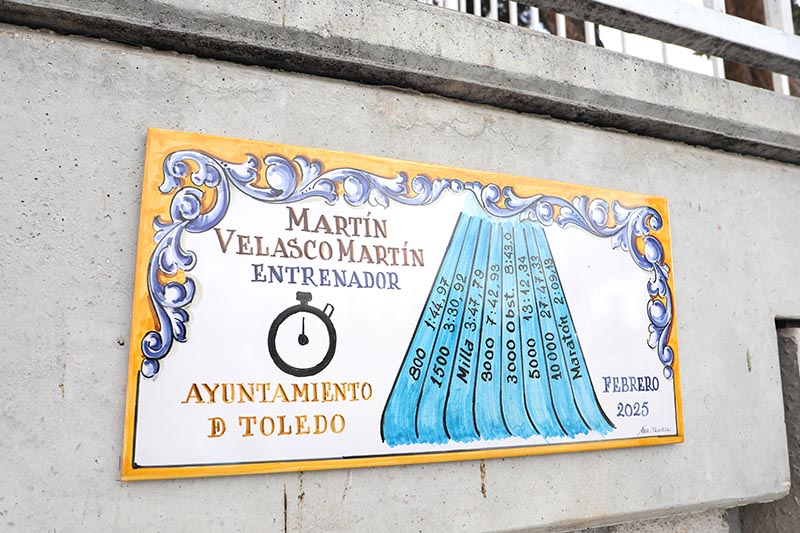 MARTÍN
VELASCO MARTÍN
ENTRENADOR
AYUNTAMIENTO
D TOLEDO
800 1:44,97
1500 3:30,92
Milla 3:47,79
3000 7:42,93
3000 Obst. 8:43.0
5000 13:42,34
10000 27:47,33
Maratón 2:09,13
FEBRERO
2025